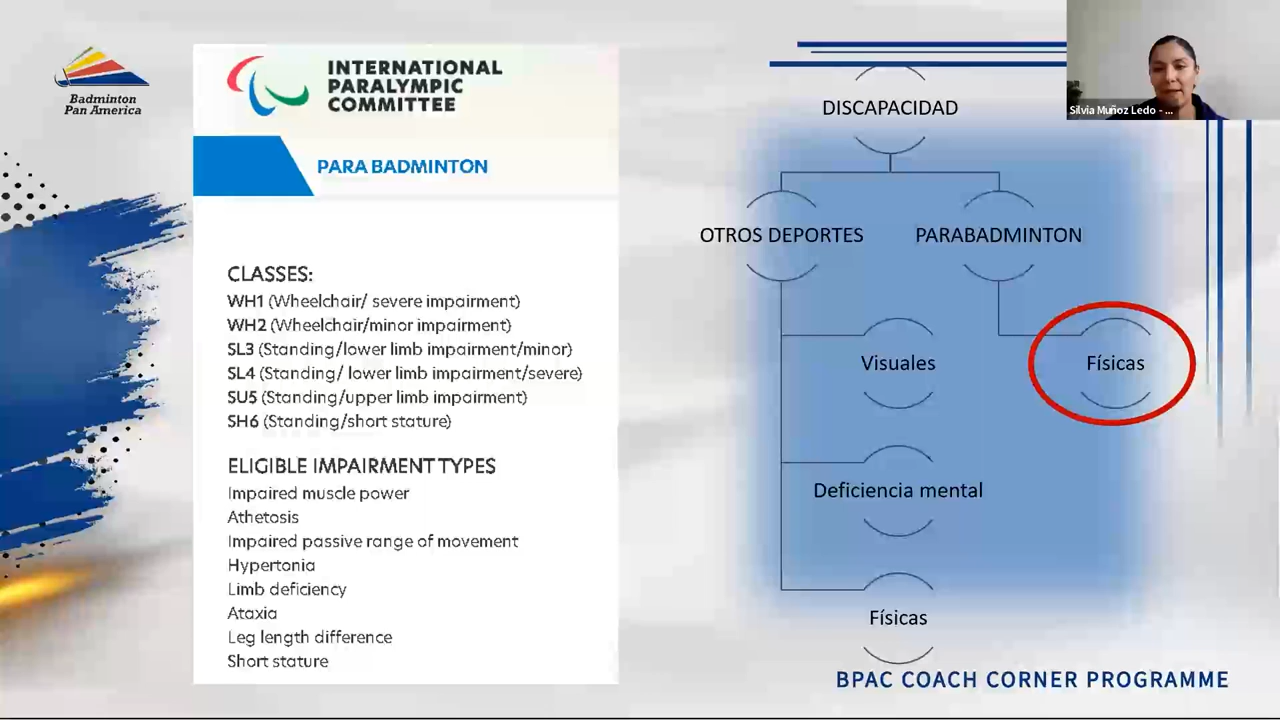 Badminton
Pan America
INTERNATIONAL
PARALYMPIC
COMMITTEE
PARA BADMINTON
CLASSES:
WH1 (Wheelchair/ severe impairment)
WH2 (Wheelchair/minor impairment)
SL3 (Standing/lower limb impairment/minor)
SL4 (Standing/ lower limb impairment/severe)
SU5 (Standing/upper limb impairment)
SH6 (Standing/short stature)
ELIGIBLE IMPAIRMENT TYPES
Impaired muscle power
Athetosis
Impaired passive range of movement
Hypertonia
Limb deficiency
Ataxia
Leg length difference
Short stature
DISCAPACIDAD
OTROS DEPORTES
PARABADMINTON
Visuales
Físicas
Deficiencia mental
Físicas
Silvia Muñoz Ledo - ...
BPAC COACH CORNER PROGRAMME